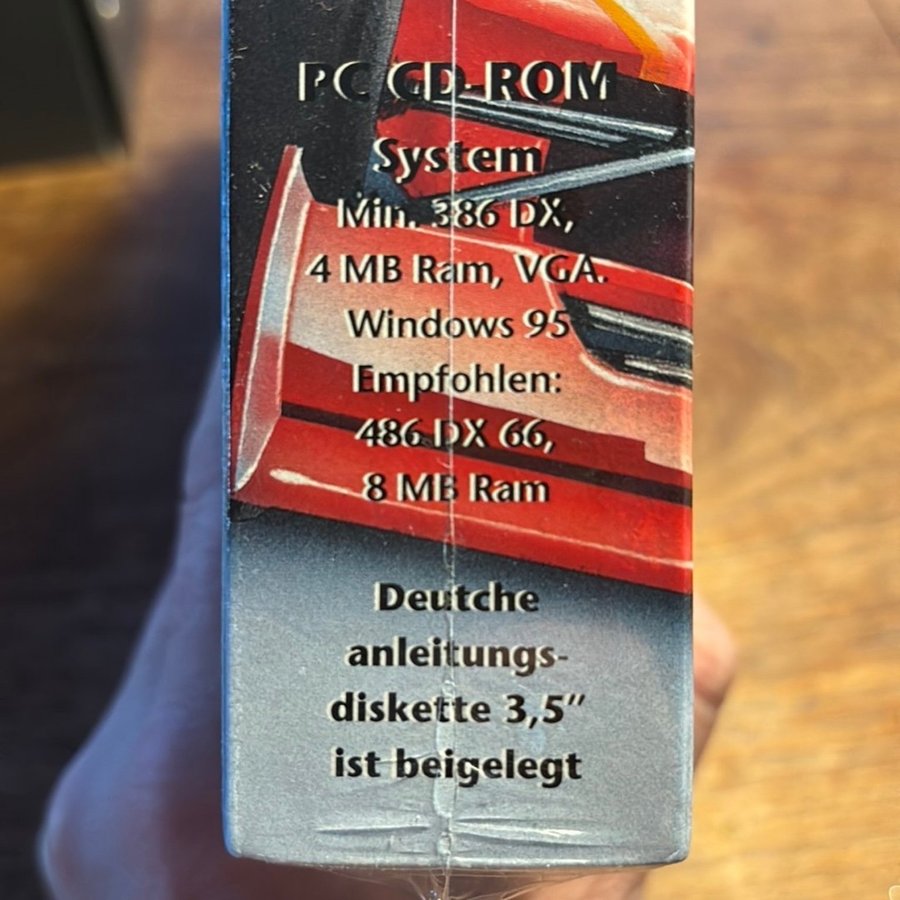 PC CD-ROM
System
Min. 386 DX,
4 MB Ram, VGA.
Windows 95
Empfohlen:
486 DX 66,
8 MB Ram
Deutche
anleitungs-
diskette 3,5”
ist beigelegt